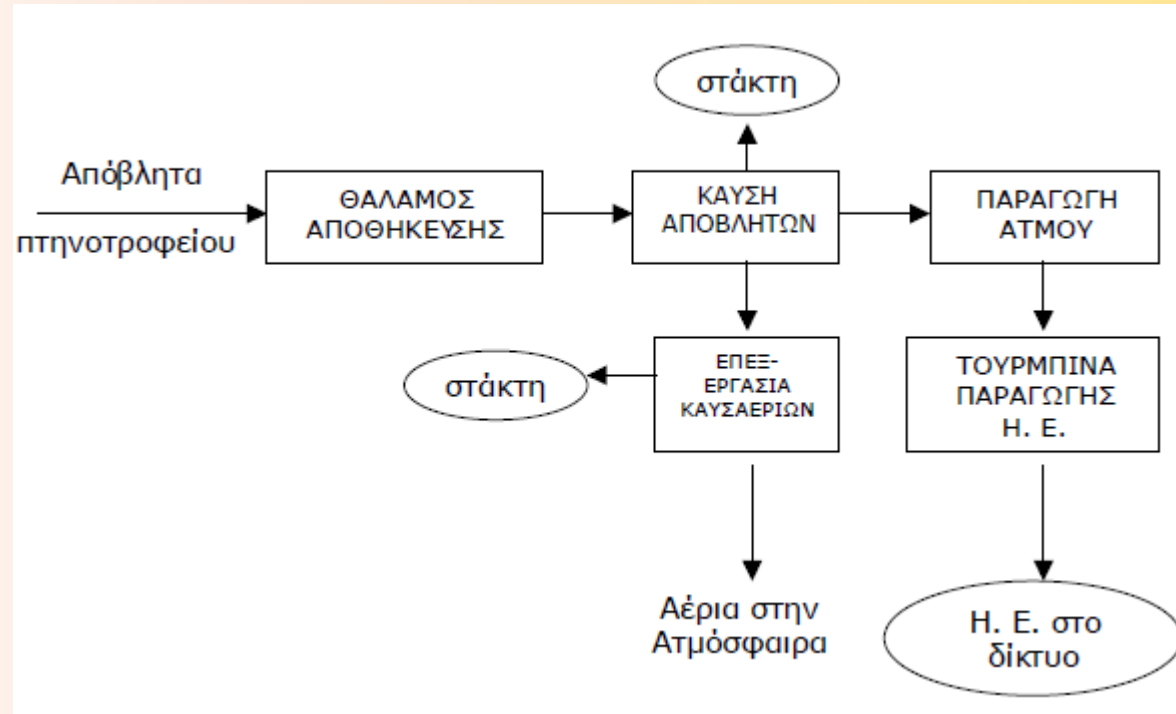 στάκτη
Απόβλητα
πτηνοτροφείου
ΘΑΛΑΜΟΣ
ΑΠΟΘΗΚΕΥΣΗΣ
ΚΑΥΣΗ
ΑΠΟΒΛΗΤΩΝ
ΠΑΡΑΓΩΓΗ
ΑΤΜΟΥ
στάκτη
ΕΠΕΞ-
ΕΡΓΑΣΙΑ
ΚΑΥΣΑΕΡΙΩΝ
ΤΟΥΡΜΠΙΝΑ
ΠΑΡΑΓΩΓΗΣ
Η. Ε.
Αέρια στην
Ατμόσφαιρα
Η. Ε. στο
δίκτυο